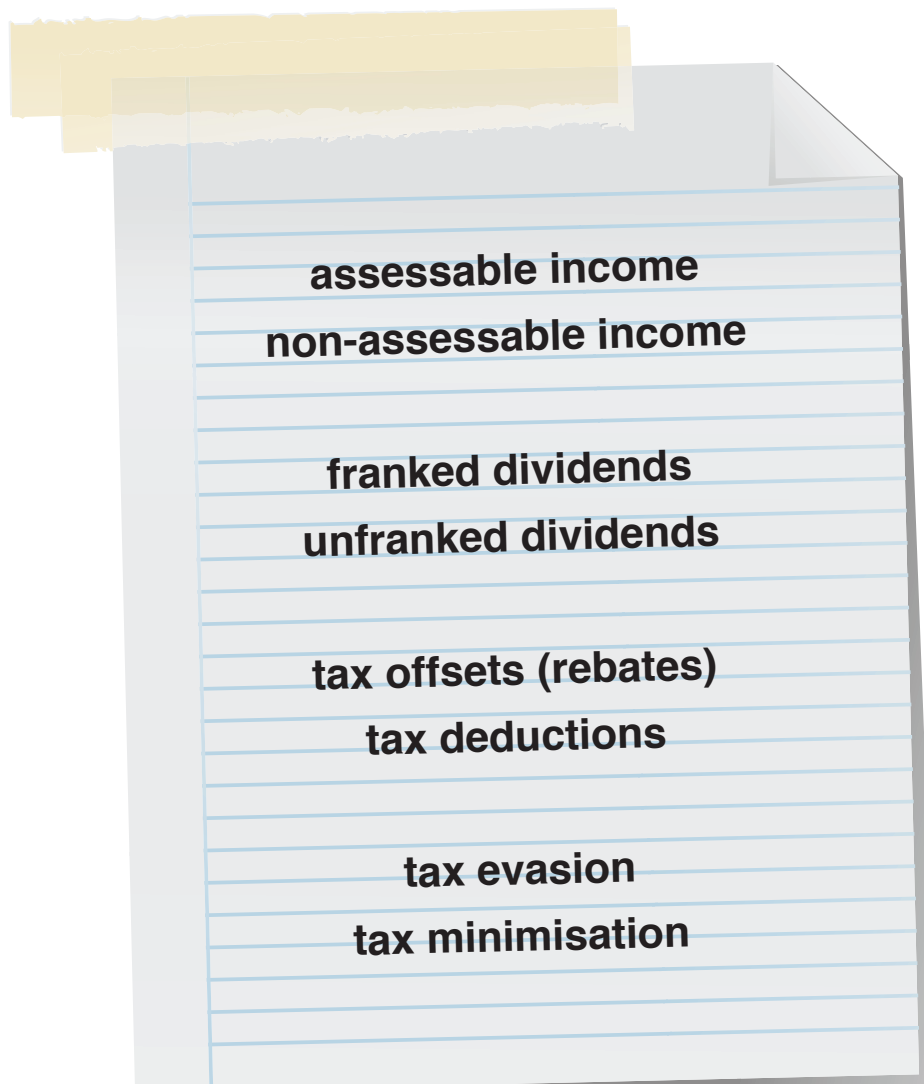 assessable income
non-assessable income
franked dividends
unfranked dividends
tax offsets (rebates)
tax deductions
tax evasion
tax minimisation